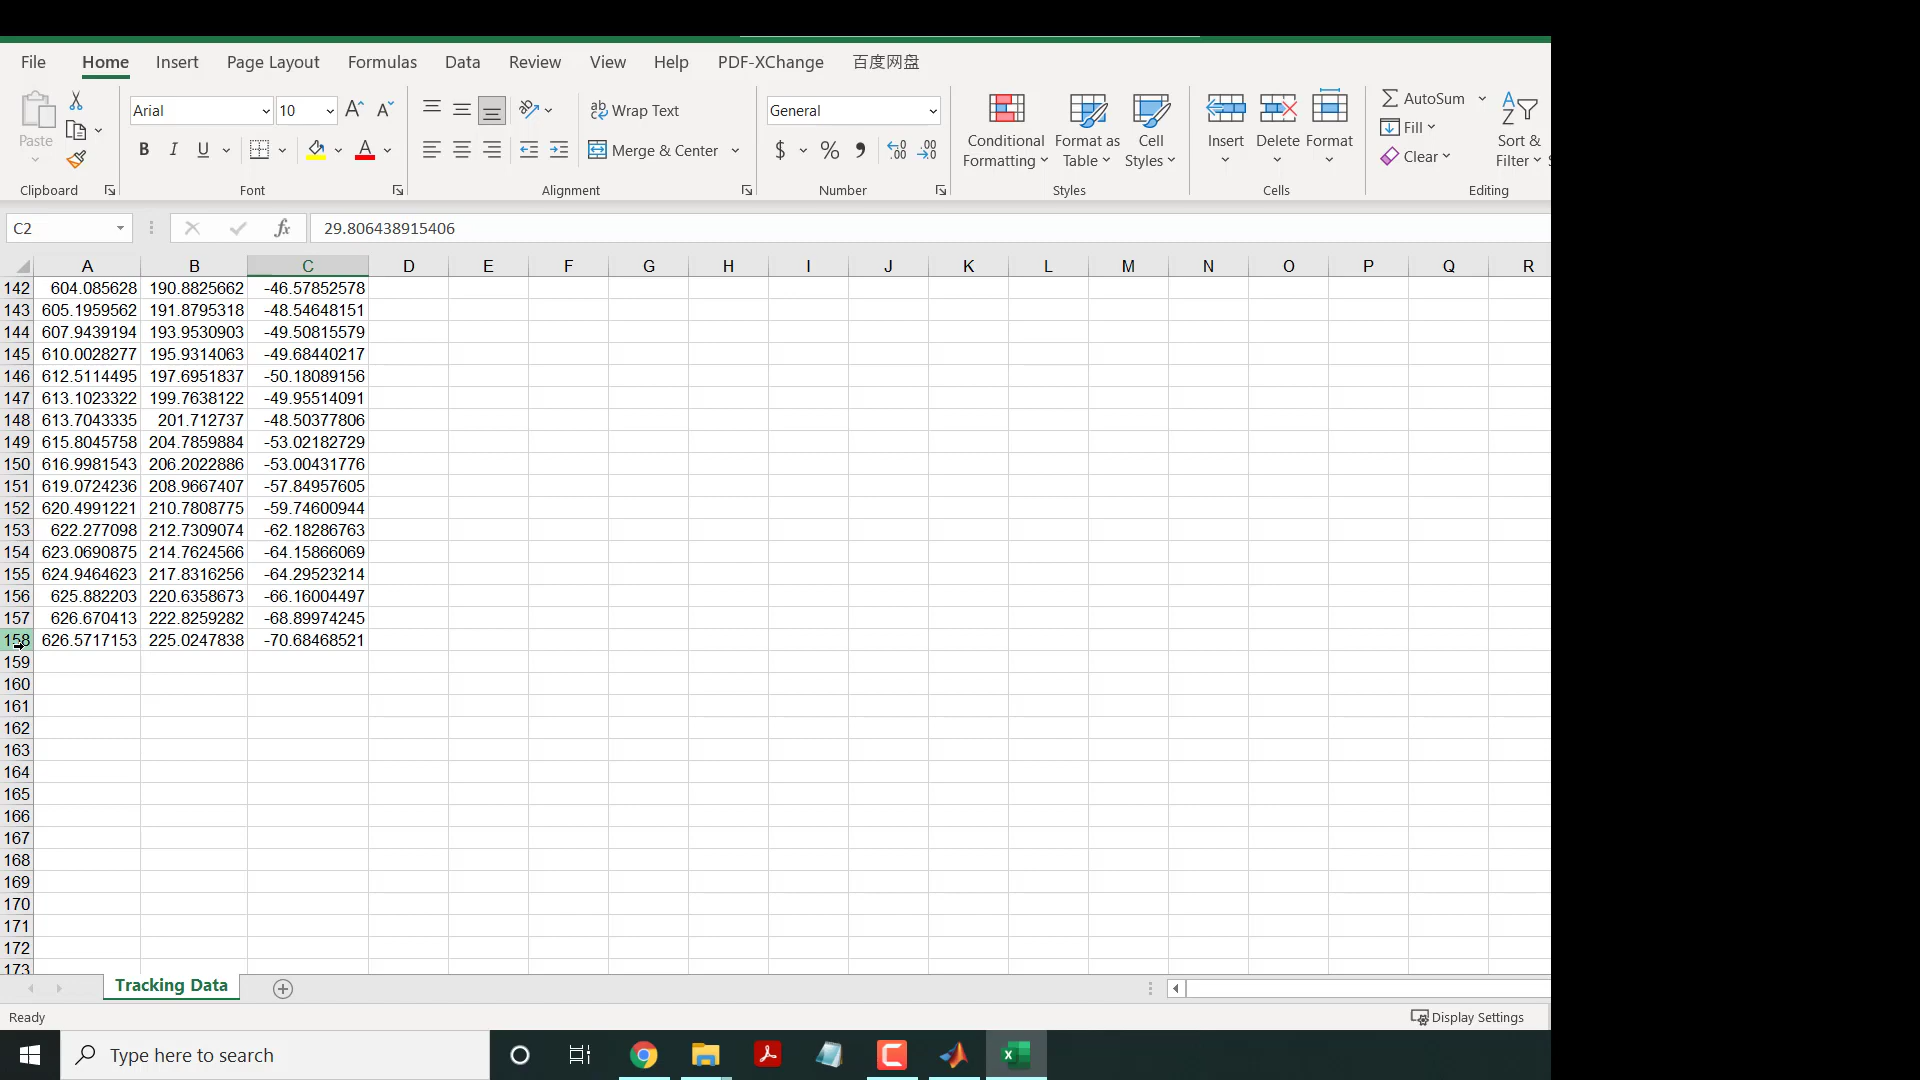 File Home Insert Page Layout Formulas Data Review View Help PDF-XChange 百度网盘
Paste
Clipboard
Arial 10 A A
B I U A
Font
ab Wrap Text
Merge & Center
Alignment
General
$ % .00
Number
Conditional Formatting
Format as Table
Cell Styles
Styles
Insert Delete Format
Cells
AutoSum
Fill
Clear
Sort &
Filter
Editing
C2 fx 29.806438915406
A B C D E F G H I J K L M N O P Q R
142 604.085628 190.8825662 -46.57852578
143 605.1959562 191.8795318 -48.54648151
144 607.9439194 193.9530903 -49.50815579
145 610.0028277 195.9314063 -49.68440217
146 612.5114495 197.6951837 -50.18089156
147 613.1023322 199.7638122 -49.95514091
148 613.7043335 201.712737 -48.50377806
149 615.8045758 204.7859884 -53.02182729
150 616.9981543 206.2022886 -53.00431776
151 619.0724236 208.9667407 -57.84957605
152 620.4991221 210.7808775 -59.74600944
153 622.277098 212.7309074 -62.18286763
154 623.0690875 214.7624566 -64.15866069
155 624.9464623 217.8316256 -64.29523214
156 625.882203 220.6358673 -66.16004497
157 626.670413 222.8259282 -68.89974245
158 626.5717153 225.0247838 -70.68468521
159
160
161
162
163
164
165
166
167
168
169
170
171
172
173
Tracking Data
Ready
Display Settings
Type here to search